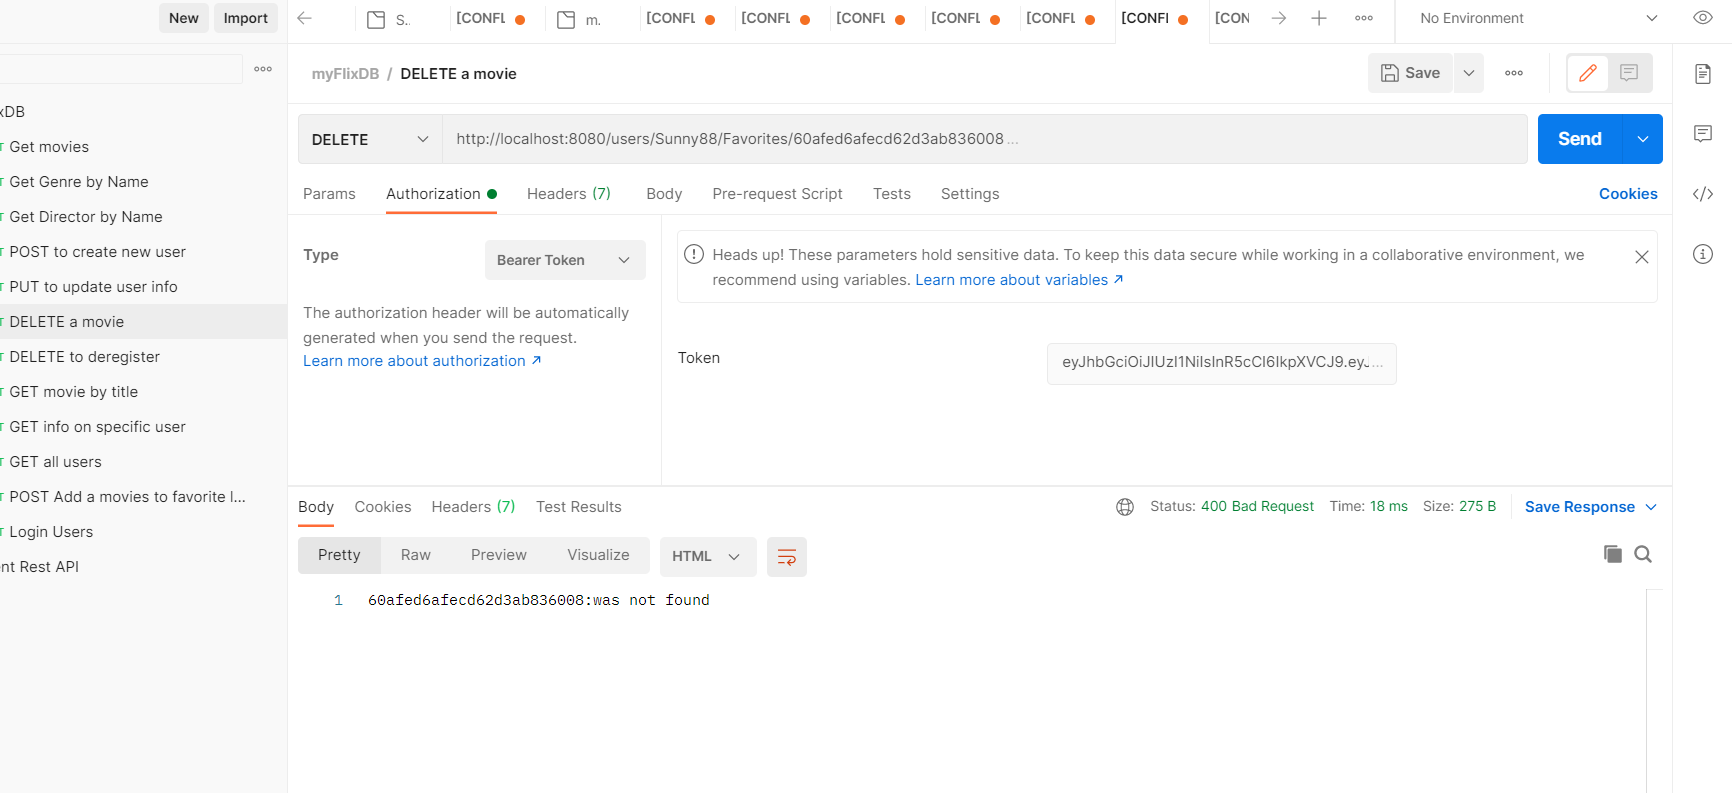 New Import
S.. [CONFL m. [CONFL [CONFL [CONFL [CONFL [CONFL [CONFI [CON No Environment
myFlixDB / DELETE a movie
Save
xDB
DELETE http://localhost:8080/users/Sunny88/Favorites/60afed6afecd62d3ab836008 ...
Send
Get movies
Get Genre by Name
Get Director by Name
POST to create new user
PUT to update user info
DELETE a movie
DELETE to deregister
GET movie by title
GET info on specific user
GET all users
POST Add a movies to favorite l...
Login Users
nt Rest API
Params Authorization Headers (7) Body Pre-request Script Tests Settings Cookies
Type Bearer Token
The authorization header will be automatically
generated when you send the request.
Learn more about authorization ↗
Heads up! These parameters hold sensitive data. To keep this data secure while working in a collaborative environment, we
recommend using variables. Learn more about variables ↗
Token eyJhbGciOiJIUzI1NiIsInR5cCI6IkpXVCJ9.eyJ...
Body Cookies Headers (7) Test Results Status: 400 Bad Request Time: 18 ms Size: 275 B Save Response
Pretty Raw Preview Visualize HTML
1 60afed6afecd62d3ab836008:was not found